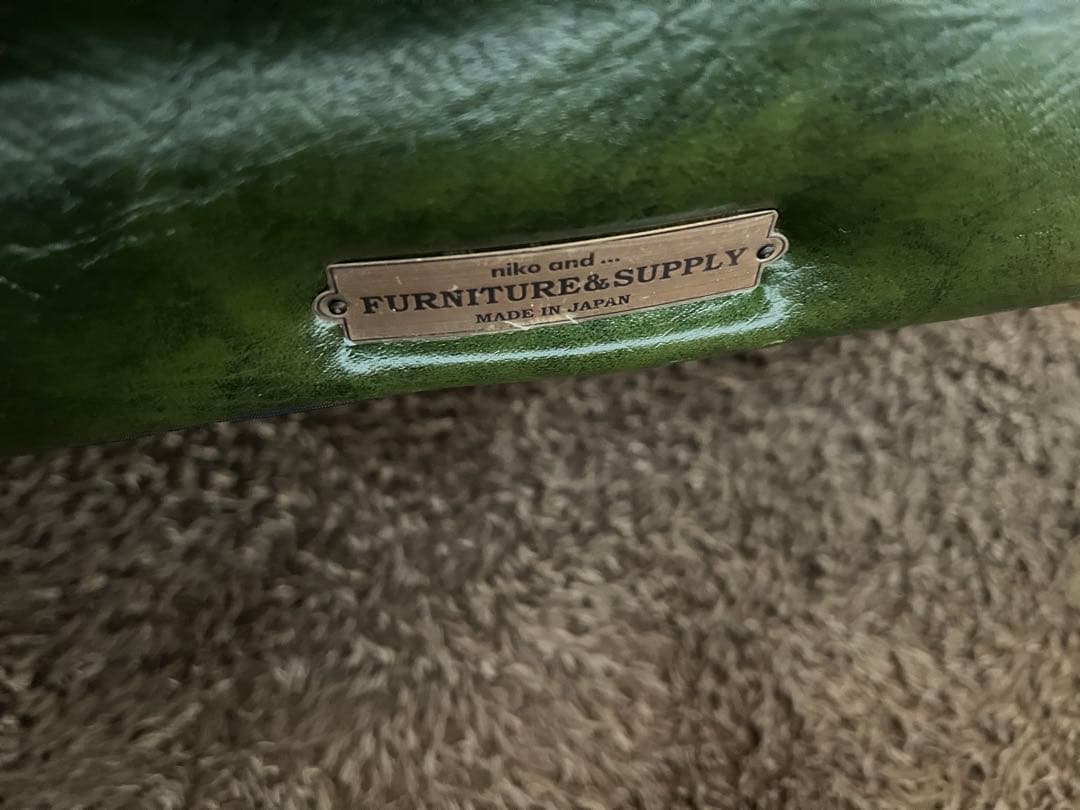 niko and ...
FURNITURE&SUPPLY
MADE IN JAPAN